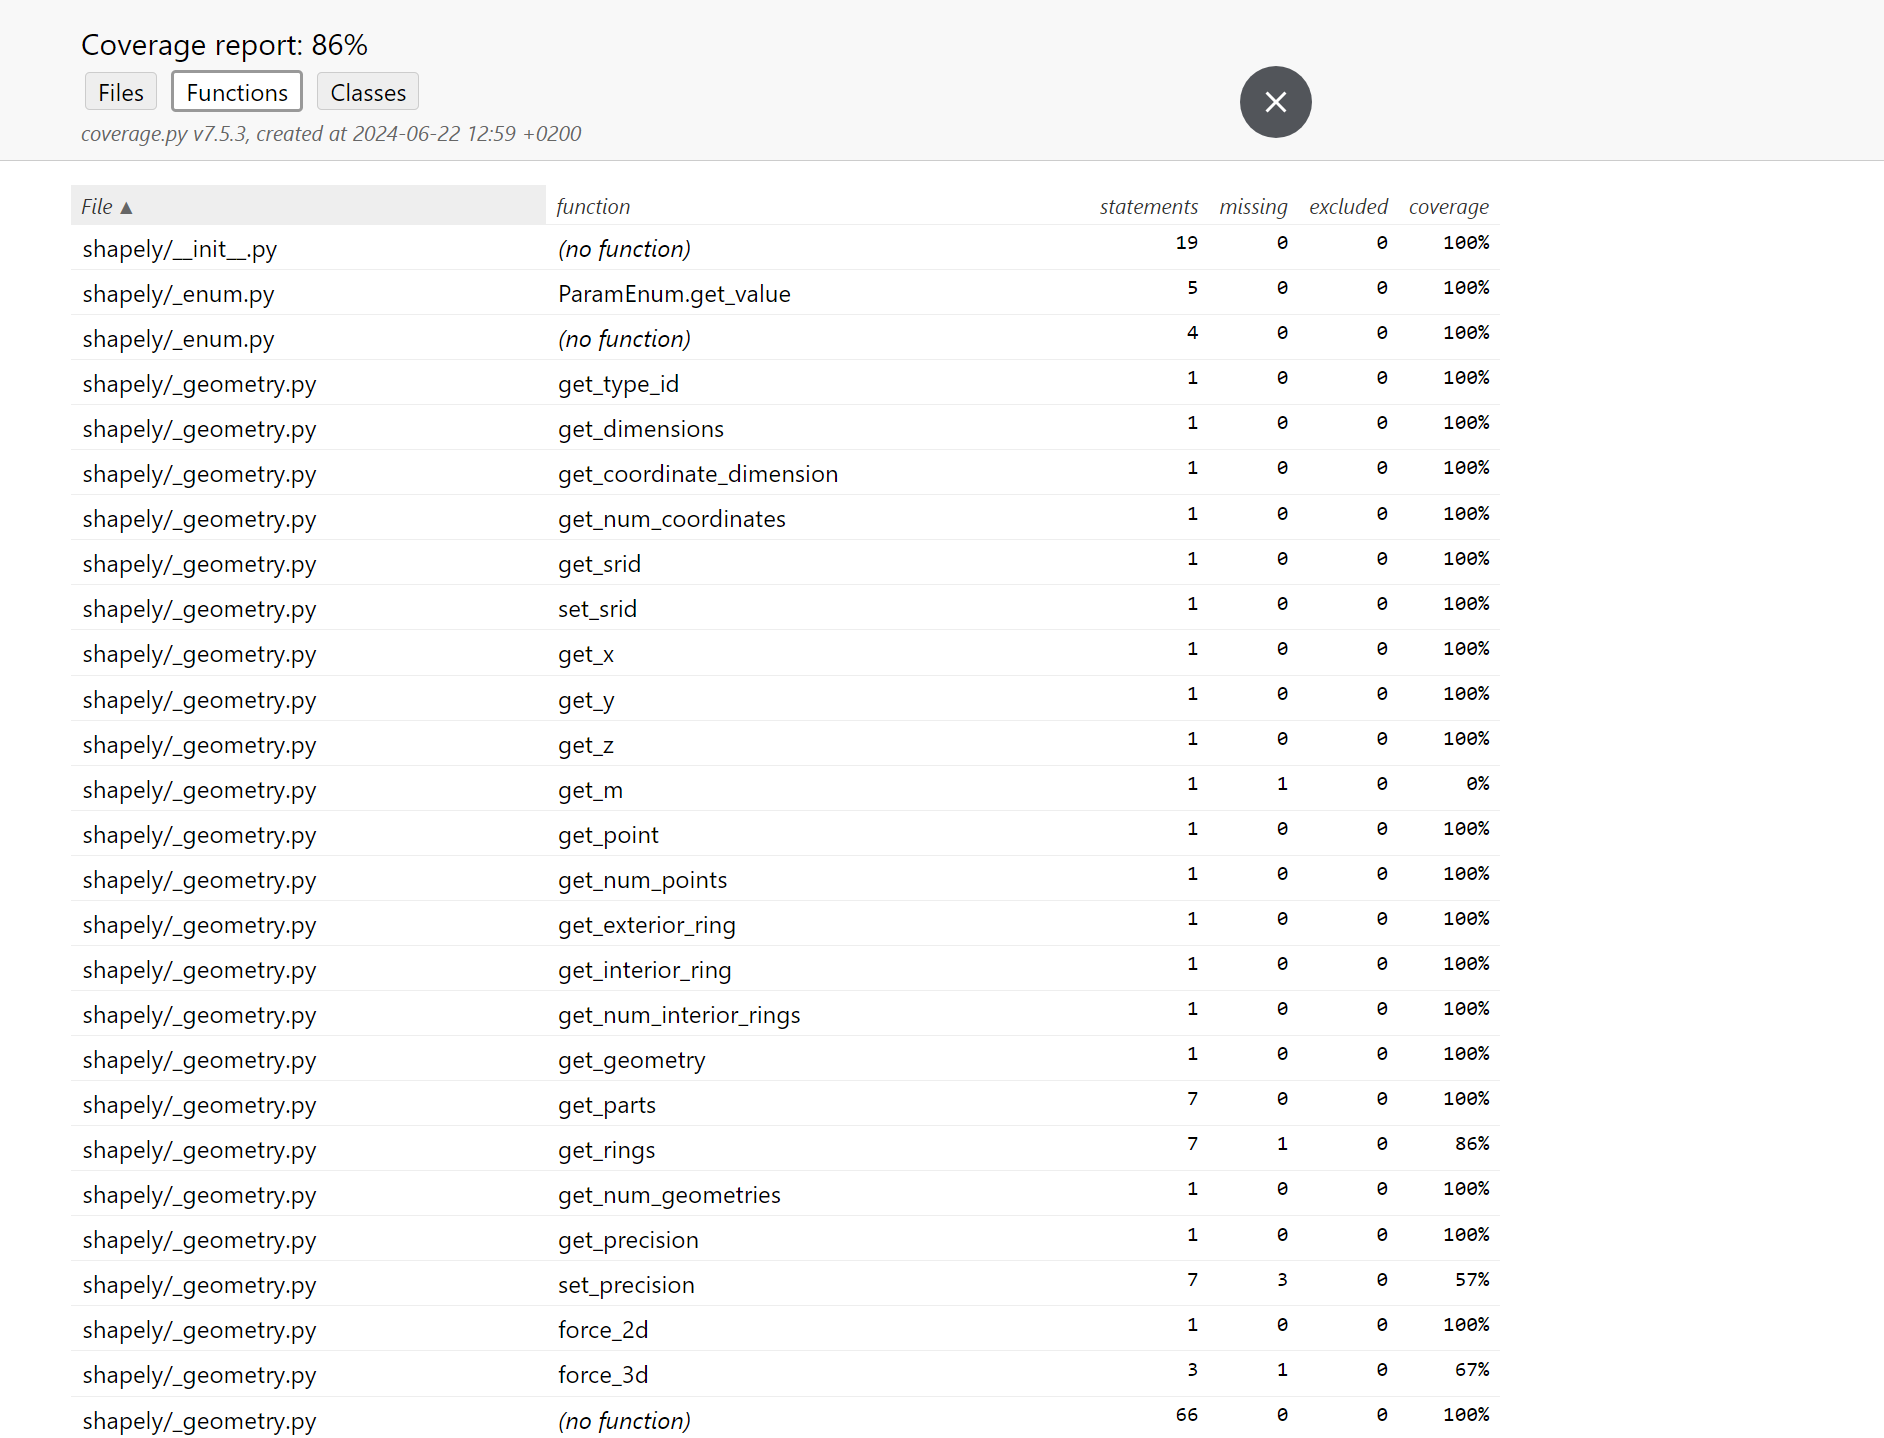 Coverage report: 86%
Files Functions Classes
coverage.py v7.5.3, created at 2024-06-22 12:59 +0200
File ▲ function statements missing excluded coverage
shapely/__init__.py (no function) 19 0 0 100%
shapely/_enum.py ParamEnum.get_value 5 0 0 100%
shapely/_enum.py (no function) 4 0 0 100%
shapely/_geometry.py get_type_id 1 0 0 100%
shapely/_geometry.py get_dimensions 1 0 0 100%
shapely/_geometry.py get_coordinate_dimension 1 0 0 100%
shapely/_geometry.py get_num_coordinates 1 0 0 100%
shapely/_geometry.py get_srid 1 0 0 100%
shapely/_geometry.py set_srid 1 0 0 100%
shapely/_geometry.py get_x 1 0 0 100%
shapely/_geometry.py get_y 1 0 0 100%
shapely/_geometry.py get_z 1 0 0 100%
shapely/_geometry.py get_m 1 1 0 0%
shapely/_geometry.py get_point 1 0 0 100%
shapely/_geometry.py get_num_points 1 0 0 100%
shapely/_geometry.py get_exterior_ring 1 0 0 100%
shapely/_geometry.py get_interior_ring 1 0 0 100%
shapely/_geometry.py get_num_interior_rings 1 0 0 100%
shapely/_geometry.py get_geometry 1 0 0 100%
shapely/_geometry.py get_parts 7 0 0 100%
shapely/_geometry.py get_rings 7 1 0 86%
shapely/_geometry.py get_num_geometries 1 0 0 100%
shapely/_geometry.py get_precision 1 0 0 100%
shapely/_geometry.py set_precision 7 3 0 57%
shapely/_geometry.py force_2d 1 0 0 100%
shapely/_geometry.py force_3d 3 1 0 67%
shapely/_geometry.py (no function) 66 0 0 100%